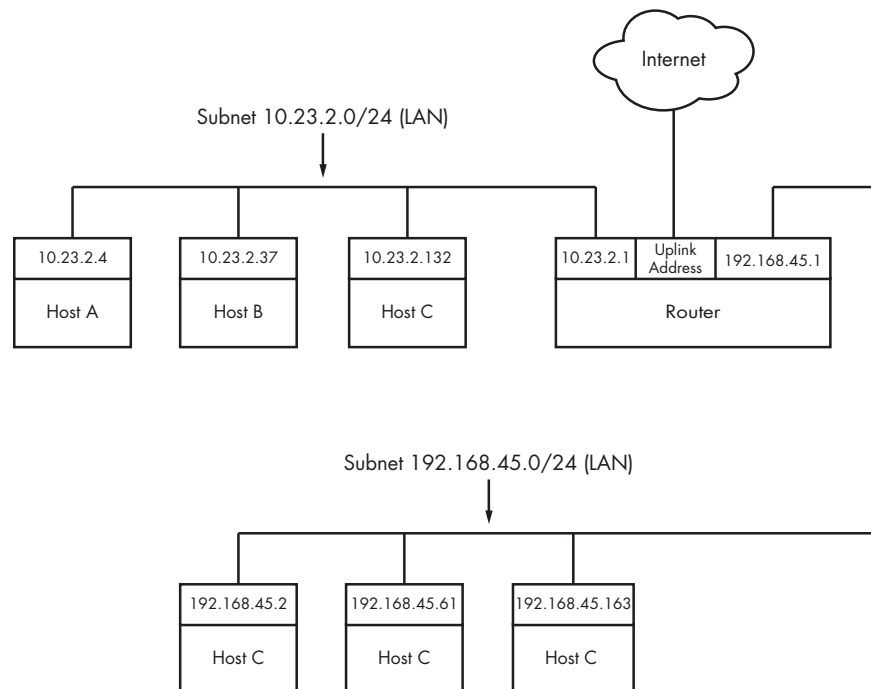 Internet
Subnet 10.23.2.0/24 (LAN)
10.23.2.4
10.23.2.37
10.23.2.132
10.23.2.1
Uplink
Address
192.168.45.1
Host A
Host B
Host C
Router
Subnet 192.168.45.0/24 (LAN)
192.168.45.2
192.168.45.61
192.168.45.163
Host C
Host C
Host C